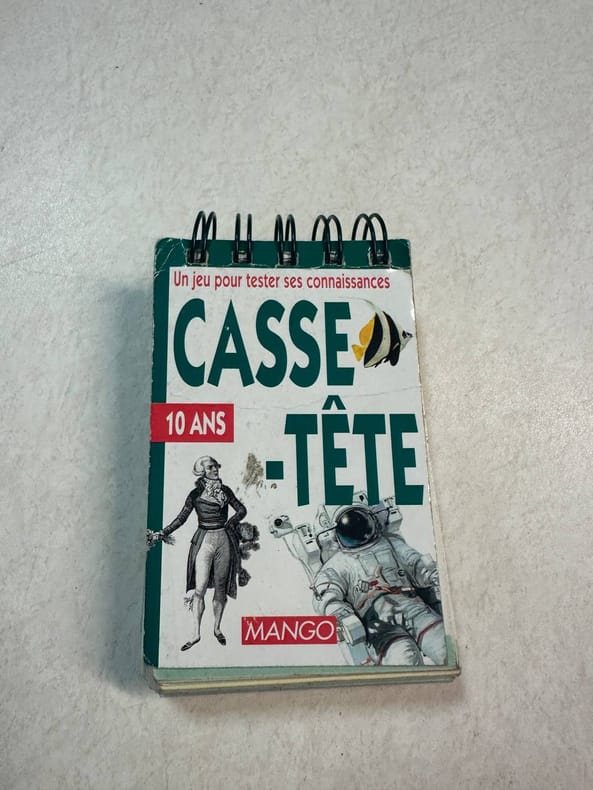 Un jeu pour tester ses connaissances
CASSE
10 ANS
-TÊTE
MANGO